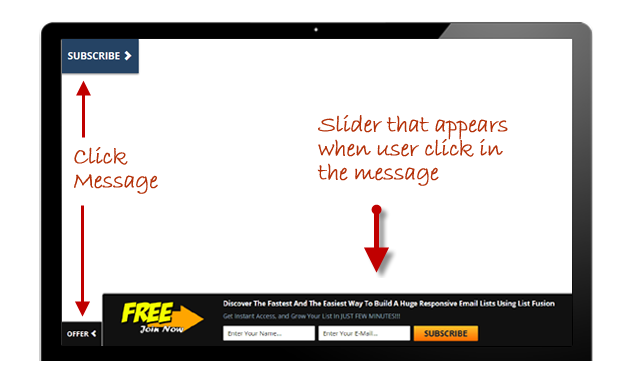 SUBSCRIBE
Click
Message
Slider that appears
when user click in
the message
OFFER
FREE
Join Now
Discover The Fastest And The Easiest Way To Build A Huge Responsive Email Lists Using List Fusion
Get Instant Access, and Grow Your List In JUST FEW MINUTES!!!
Enter Your Name... Enter Your E-Mail... SUBSCRIBE